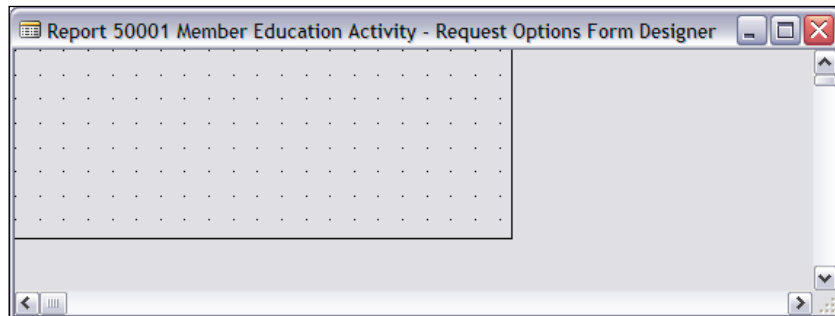 Report 50001 Member Education Activity - Request Options Form Designer